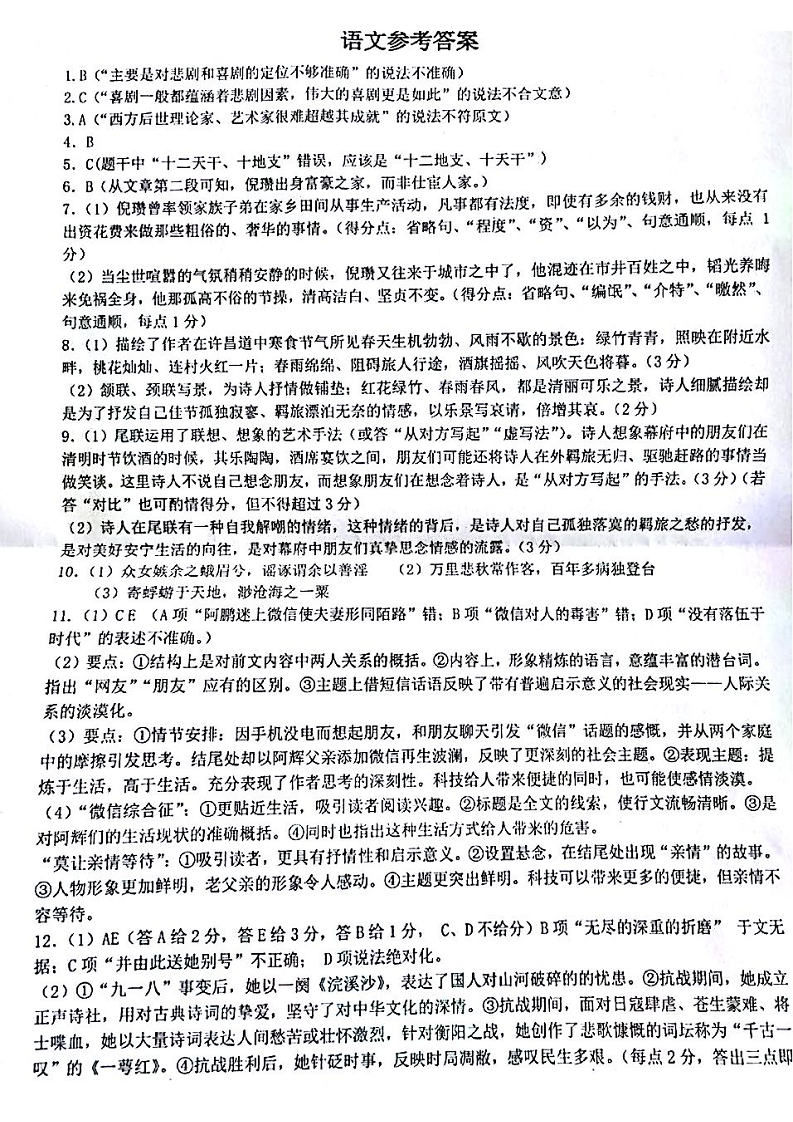 语文参考答案
1.B（“主要是对悲剧和喜剧的定位不够准确”的说法不准确）
2.C（“喜剧一般都蕴涵着悲剧因素，伟大的喜剧更是如此”的说法不合文意）
3.A（“西方后世理论家、艺术家很难超越其成就”的说法不符原文）
4．B
5．C(题干中“十二天干、十地支”错误，应该是“十二地支、十天干”）
6．B（从文章第二段可知，倪瓒出身富豪之家，而非仕宦人家。）
7．（1）倪瓒曾率领家族子弟在家乡田间从事生产活动，凡事都有法度，即使有多余的钱财，也从来没有
出资花费来做那些粗俗的、奢华的事情。（得分点：省略句、“程度”、“资”、“以为”、句意通顺，每点 1
分）
（2）当尘世喧嚣的气氛稍稍安静的时候，倪瓒又往来于城市之中了，他混迹在市井百姓之中，韬光养晦
来免祸全身，他那孤高不俗的节操，清高洁白、坚贞不变。（得分点：省略句、“编氓”、“介特”、“皦然”、
句意通顺，每点1分）
8．（1）描绘了作者在许昌道中寒食节气所见春天生机勃勃、风雨不歇的景色：绿竹青青，照映在附近水
畔，桃花灿灿、连村火红一片；春雨绵绵、阻碍旅人行途，酒旗摇摇、风吹天色将暮。（3分）
（2）颔联、颈联写景，为诗人抒情做铺垫；红花绿竹、春雨春风，都是清丽可乐之景，诗人细腻描绘却
是为了抒发自己佳节孤独寂寥、羁旅漂泊无奈的情感，以乐景写哀请，倍增其哀。（2分）
9．（1）尾联运用了联想、想象的艺术手法（或答“从对方写起”“虚写法”）。诗人想象幕府中的朋友们在
清明时节饮酒的时候，其乐陶陶，酒席宴饮之间，朋友们可能还将诗人在外羁旅无归、驱驰赶路的事情当
做笑谈。这里诗人不说自己想念朋友，而想象朋友们在想念着诗人，是“从对方写起”的手法。（3分）（若
答“对比”也可酌情得分，但不得超过3分）
（2）诗人在尾联有一种自我解嘲的情绪，这种情绪的背后，是诗人对自己孤独落寞的羁旅之愁的抒发，
是对美好安宁生活的向往，是对幕府中朋友们真挚思念情感的流露。（3分）
10．（1）众女嫉余之蛾眉兮，谣诼谓余以善淫　（2）万里悲秋常作客，百年多病独登台
（3）寄蜉蝣于天地，渺沧海之一粟
11．（1）CE （A项“阿鹏迷上微信使夫妻形同陌路”错；B项“微信对人的毒害”错；D项“没有落伍于
时代”的表述不准确。）
（2）要点：①结构上是对前文内容中两人关系的概括。②内容上，形象精炼的语言，意蕴丰富的潜台词。
指出“网友”“朋友”应有的区别。③主题上借短信话语反映了带有普遍启示意义的社会现实——人际关
系的淡漠化。
（3）要点：①情节安排：因手机没电而想起朋友，和朋友聊天引发“微信”话题的感慨，并从两个家庭
中的摩擦引发思考。结尾处却以阿辉父亲添加微信再生波澜，反映了更深刻的社会主题。②表现主题：提
炼于生活，高于生活。充分表现了作者思考的深刻性。科技给人带来便捷的同时，也可能使感情淡漠。
（4）“微信综合征”：①更贴近生活，吸引读者阅读兴趣。②标题是全文的线索，使行文流畅清晰。③是
对阿辉们的生活现状的准确概括。④同时也指出这种生活方式给人带来的危害。
“莫让亲情等待”：①吸引读者，更具有抒情性和启示意义。②设置悬念，在结尾处出现“亲情”的故事。
③人物形象更加鲜明，老父亲的形象令人感动。④主题更突出鲜明。科技可以带来更多的便捷，但亲情不
容等待。
12．（1）AE（答A给2分，答E给3分，答B给1分， C、D不给分）B项“无尽的深重的折磨” 于文无
据；C项“并由此送她别号”不正确； D项说法绝对化。
（2）①“九一八”事变后，她以一阕《浣溪沙》，表达了国人对山河破碎的的忧患。②抗战期间，她成立
正声诗社，用对古典诗词的挚爱，坚守了对中华文化的深情。③抗战期间，面对日寇肆虐、苍生蒙难、将
士喋血，她以大量诗词表达人间愁苦或壮怀激烈，针对衡阳之战，她创作了悲歌慷慨的词坛称为“千古一
叹”的《一萼红》。④抗战胜利后，她针砭时事，反映时局凋敝，感叹民生多艰。（每点2分，答出三点即